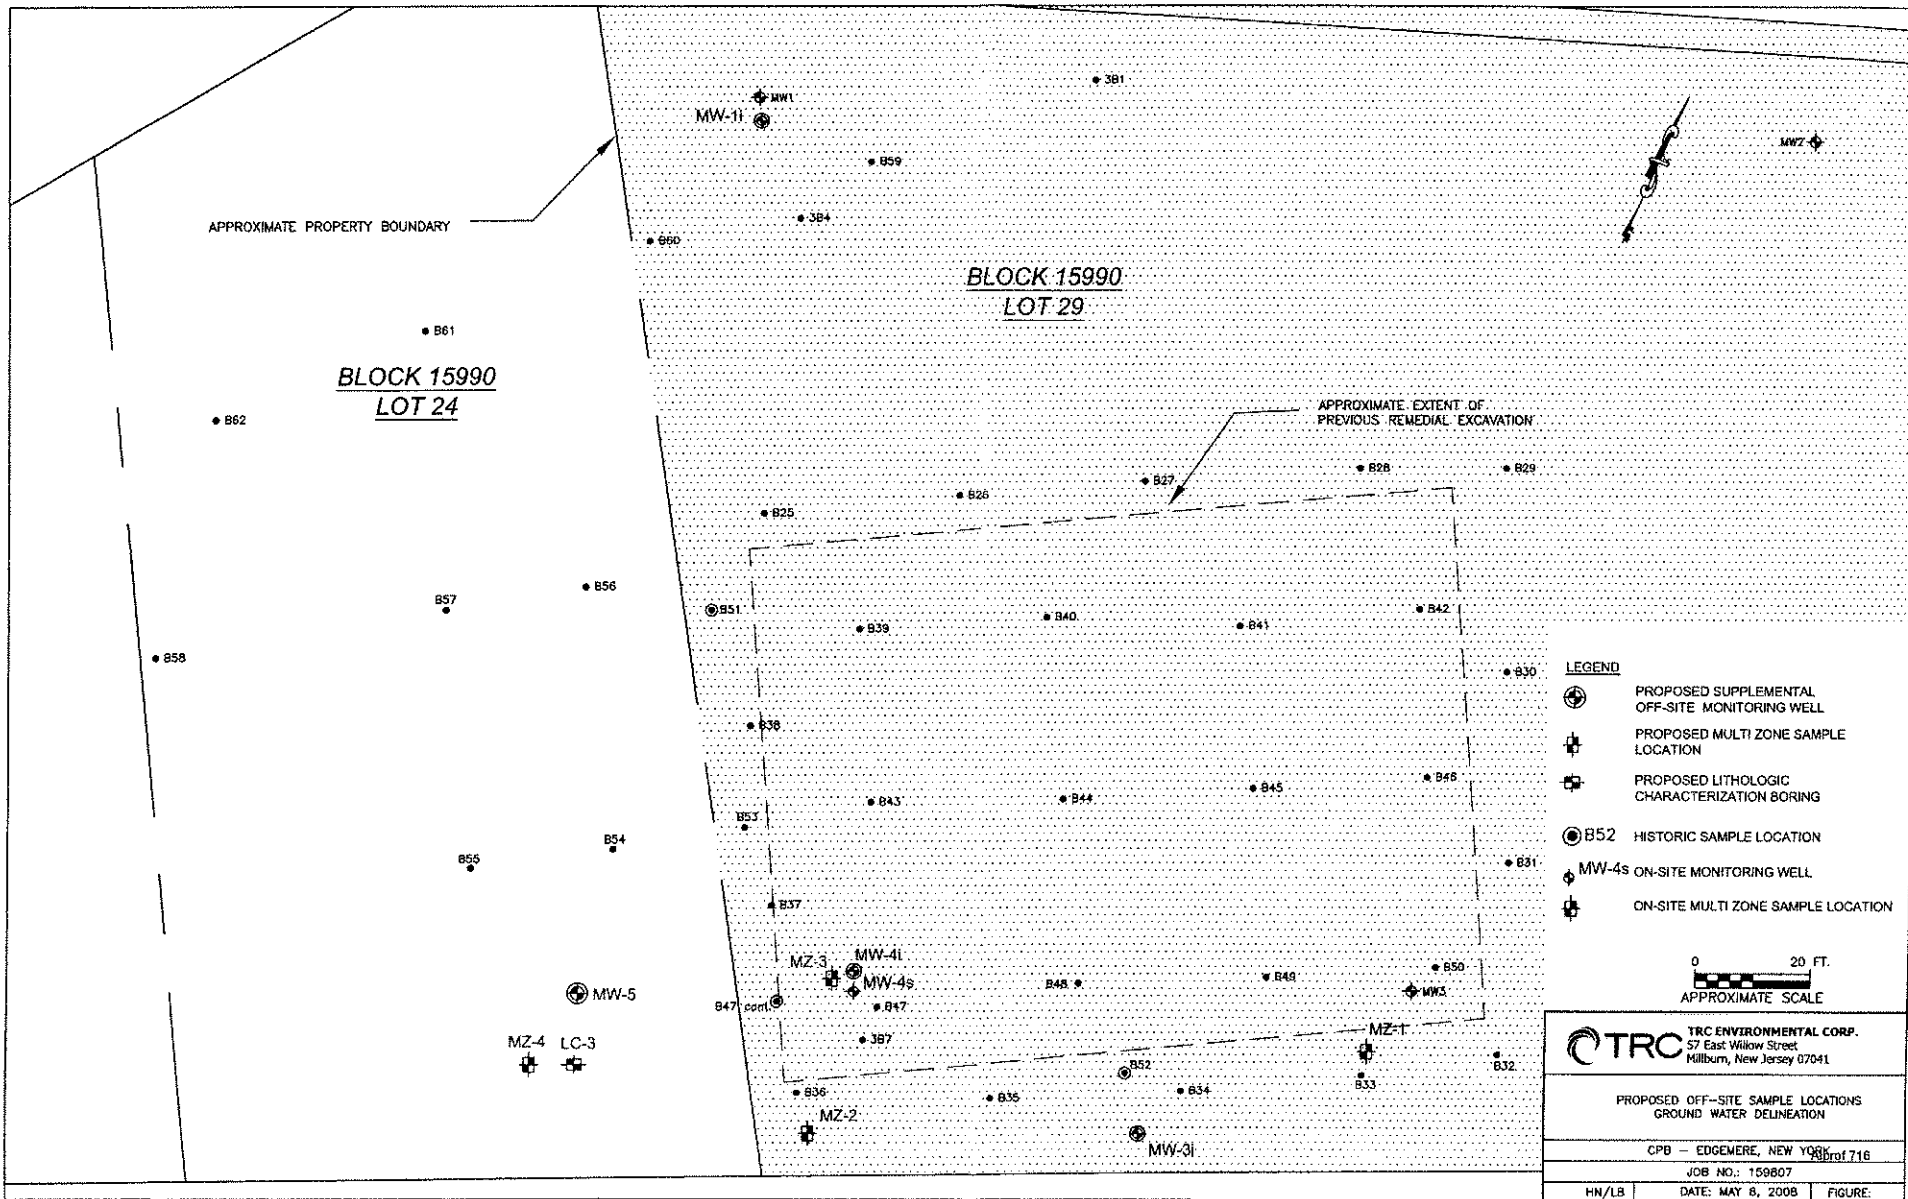 3B1
MW1
MW-1i
MW2
B59
3B4
APPROXIMATE PROPERTY BOUNDARY
B60
BLOCK 15990
LOT 29
B61
BLOCK 15990
LOT 24
B62
APPROXIMATE EXTENT OF
PREVIOUS REMEDIAL EXCAVATION
B28
B29
B27
B26
B25
B56
B57
B51
B39
B40
B41
B42
B58
B30
B38
B43
B44
B45
B46
B53
B54
B55
B31
B37
MZ-3
MW-4i
MW-4s
B47 cont.
B47
B48
B49
B50
MW3
MW-5
MZ-4
LC-3
3B7
MZ-1
B52
B32
B33
B36
B35
B34
MZ-2
MW-3i
LEGEND
PROPOSED SUPPLEMENTAL
OFF-SITE MONITORING WELL
PROPOSED MULTI ZONE SAMPLE
LOCATION
PROPOSED LITHOLOGIC
CHARACTERIZATION BORING
B52 HISTORIC SAMPLE LOCATION
MW-4s ON-SITE MONITORING WELL
ON-SITE MULTI ZONE SAMPLE LOCATION
0 20 FT.
APPROXIMATE SCALE
TRC
TRC ENVIRONMENTAL CORP.
57 East Willow Street
Millburn, New Jersey 07041
PROPOSED OFF-SITE SAMPLE LOCATIONS
GROUND WATER DELINEATION
CPB - EDGEMERE, NEW YORK
of 716
JOB NO.: 159807
HN/LB DATE: MAY 8, 2008 FIGURE: